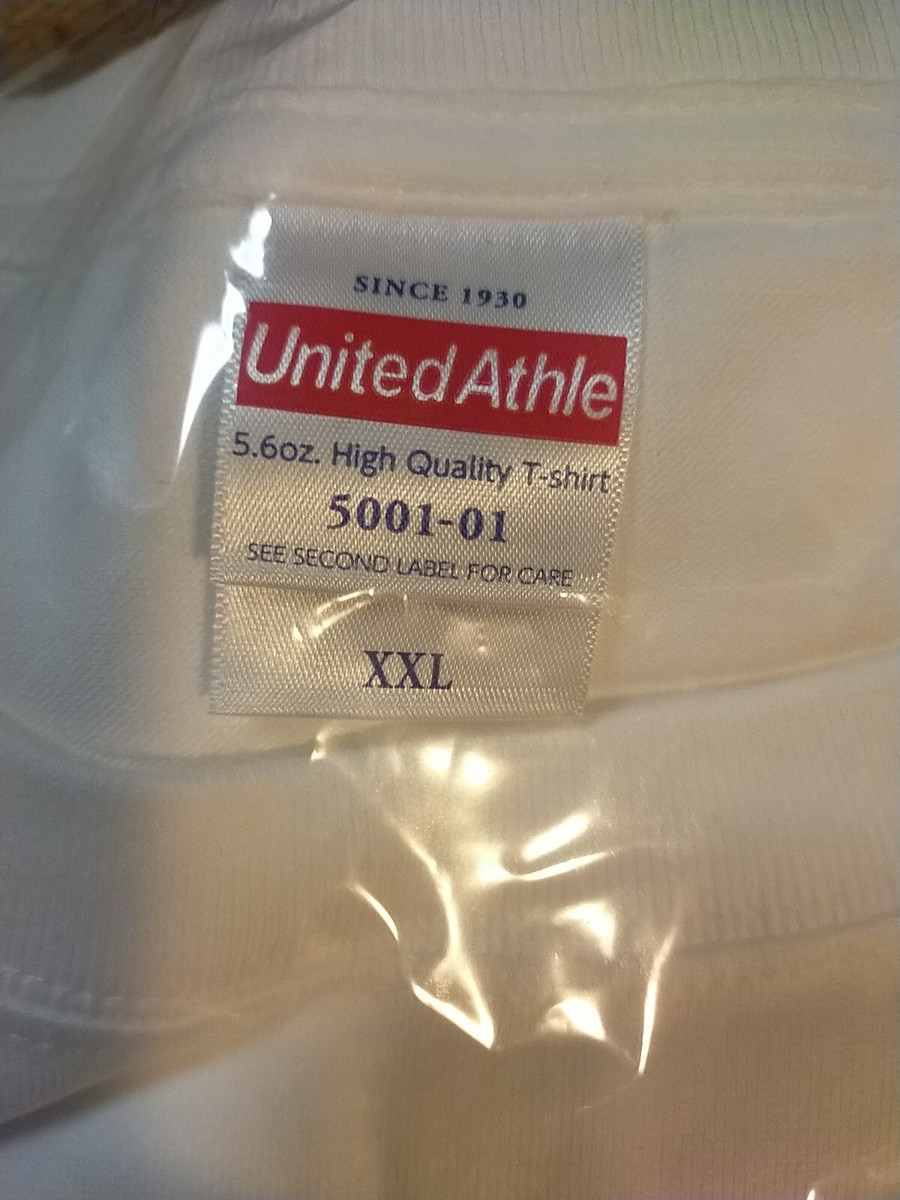 SINCE 1930
United Athle
5.6oz. High Quality T-shirt
5001-01
SEE SECOND LABEL FOR CARE
XXL